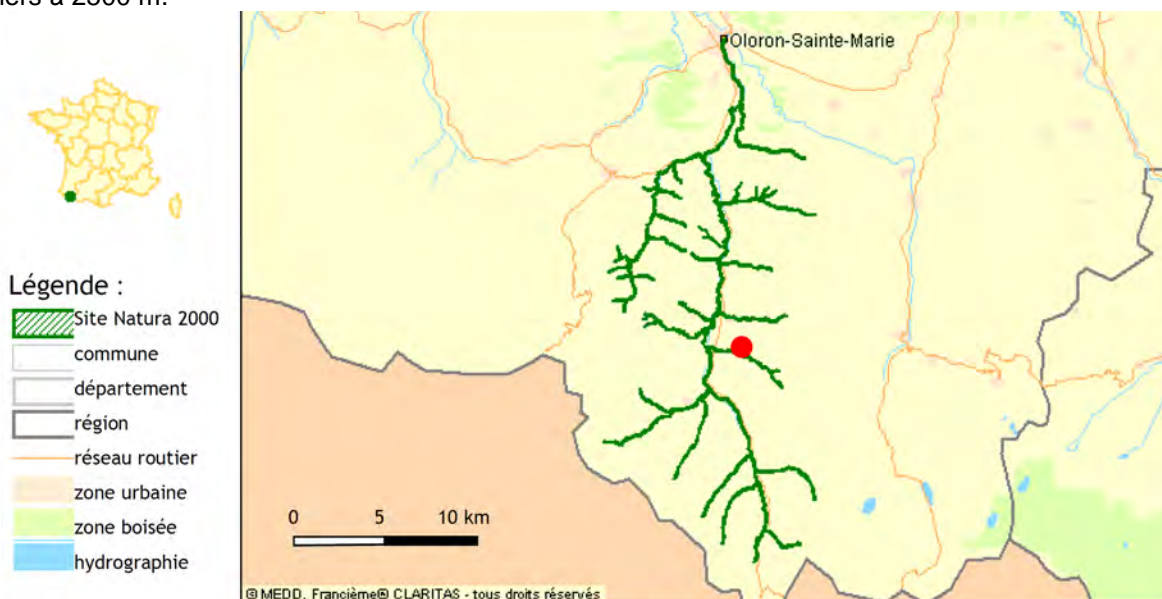 à 2300 m.
Oloron-Sainte-Marie
Légende :
Site Natura 2000
commune
département
région
réseau routier
zone urbaine
zone boisée
hydrographie
0 5 10 km
© MEDD, Francième® CLARITAS - tous droits réservés